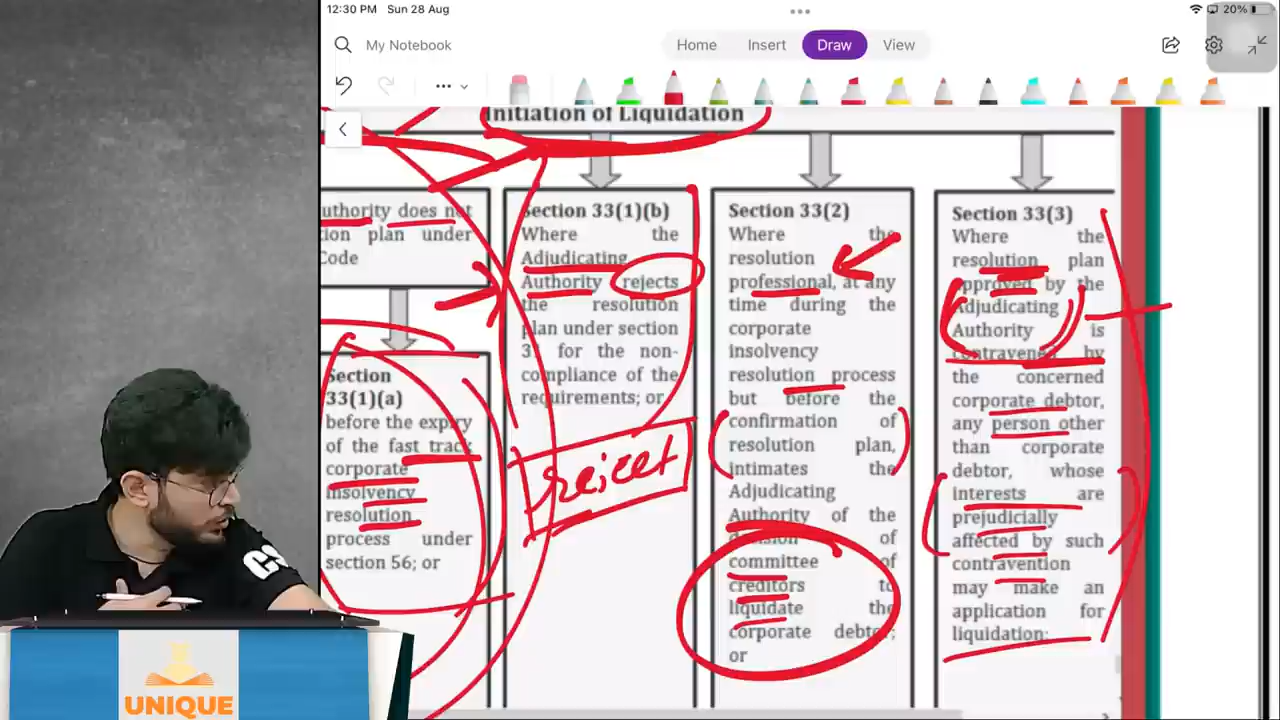 12:30 PM Sun 28 Aug
20%
My Notebook
Home
Insert
Draw
View
Initiation of Liquidation
uthority does not
tion plan under
Code
Section
33(1)(a)
before the expiry
of the fast track
corporate
insolvency
resolution
process under
section 56; or
Section 33(1)(b)
Where the
Adjudicating
Authority rejects
the resolution
plan under section
31 for the non-
compliance of the
requirements; or
reject
Section 33(2)
Where the
resolution
professional, at any
time during the
corporate
insolvency
resolution process
but before the
confirmation of
resolution plan,
intimates the
Adjudicating
Authority of the
decision of
committee of
creditors to
liquidate the
corporate debtor;
or
Section 33(3)
Where the
resolution plan
approved by the
Adjudicating
Authority is
contravened by
the concerned
corporate debtor,
any person other
than corporate
debtor, whose
interests are
prejudicially
affected by such
contravention
may make an
application for
liquidation;
UNIQUE